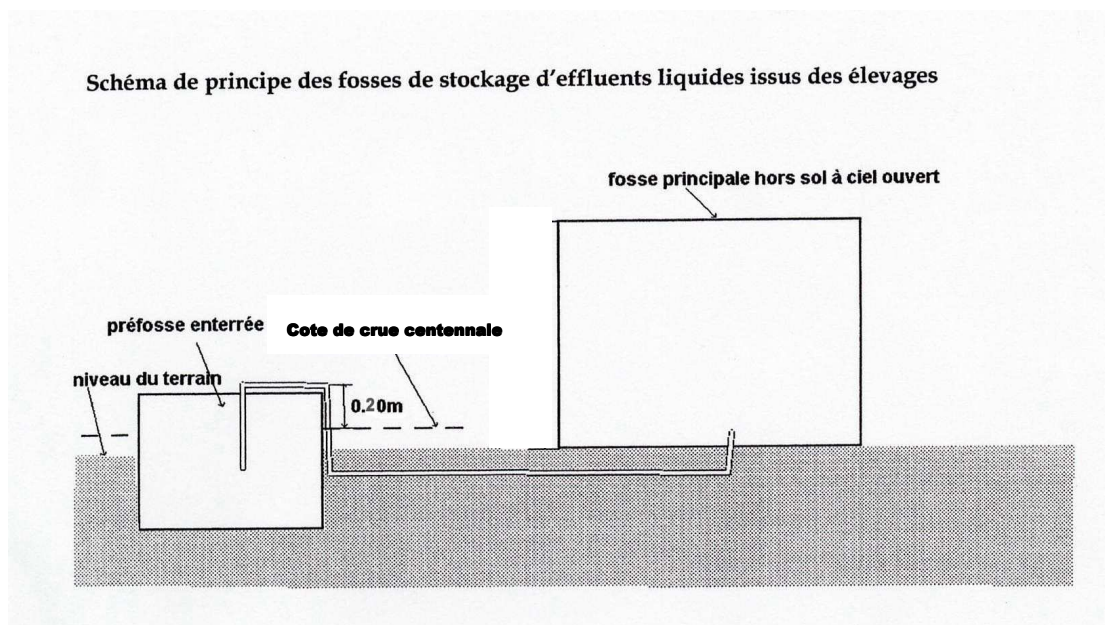 Schéma de principe des fosses de stockage d'effluents liquides issus des élevages
fosse principale hors sol à ciel ouvert
préfosse enterrée
Cote de crue centennale
niveau du terrain
0.20m